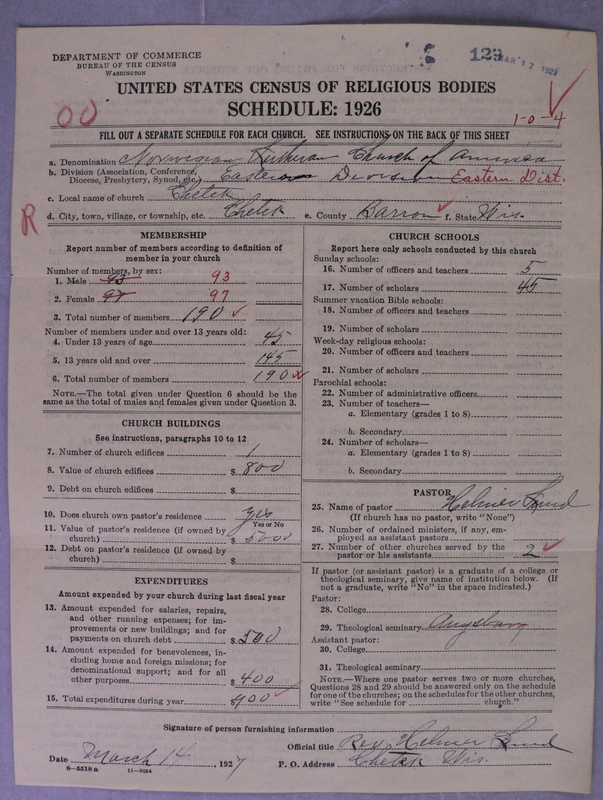 DEPARTMENT OF COMMERCE
BUREAU OF THE CENSUS
WASHINGTON
129
MAR 17 1927
UNITED STATES CENSUS OF RELIGIOUS BODIES
SCHEDULE: 1926
00
1-0-4
FILL OUT A SEPARATE SCHEDULE FOR EACH CHURCH. SEE INSTRUCTIONS ON THE BACK OF THIS SHEET
a. Denomination Norwegian Lutheran Church of America
b. Division (Association, Conference, Diocese, Presbytery, Synod, etc.) Eastern Division Eastern Dist.
c. Local name of church Chetek
d. City, town, village, or township, etc. Chetek e. County Barron f. State Wis.
R
MEMBERSHIP
Report number of members according to definition of
member in your church
Number of members, by sex:
1. Male 93 93
2. Female 97 97
3. Total number of members 190
Number of members under and over 13 years old:
4. Under 13 years of age 45
5. 13 years old and over 145
6. Total number of members 190
NOTE.—The total given under Question 6 should be the
same as the total of males and females given under Question 3.
CHURCH BUILDINGS
See instructions, paragraphs 10 to 12
7. Number of church edifices 1
8. Value of church edifices $800
9. Debt on church edifices $
10. Does church own pastor's residence yes
Yes or No
11. Value of pastor's residence (if owned by
church) $5000
12. Debt on pastor's residence (if owned by
church) $
EXPENDITURES
Amount expended by your church during last fiscal year
13. Amount expended for salaries, repairs,
and other running expenses; for im-
provements or new buildings; and for
payments on church debt $500
14. Amount expended for benevolences, in-
cluding home and foreign missions; for
denominational support; and for all
other purposes $400
15. Total expenditures during year $900
CHURCH SCHOOLS
Report here only schools conducted by this church
Sunday schools:
16. Number of officers and teachers 5
17. Number of scholars 45
Summer vacation Bible schools:
18. Number of officers and teachers
19. Number of scholars
Week-day religious schools:
20. Number of officers and teachers
21. Number of scholars
Parochial schools:
22. Number of administrative officers
23. Number of teachers—
a. Elementary (grades 1 to 8)
b. Secondary
24. Number of scholars—
a. Elementary (grades 1 to 8)
b. Secondary
PASTOR
25. Name of pastor Helmer Lund
(If church has no pastor, write "None")
26. Number of ordained ministers, if any, em-
ployed as assistant pastors
27. Number of other churches served by the
pastor or his assistants 2
If pastor (or assistant pastor) is a graduate of a college or
theological seminary, give name of institution below. (If
not a graduate, write "No" in the space indicated.)
Pastor:
28. College
29. Theological seminary Augsburg
Assistant pastor:
30. College
31. Theological seminary
NOTE.—Where one pastor serves two or more churches,
Questions 28 and 29 should be answered only on the schedule
for one of the churches; on the schedules for the other churches,
write "See schedule for church."
Signature of person furnishing information
Official title Rev. Helmer Lund
Date March 14, 1927 P. O. Address Chetek Wis.
6—5518 a 11—9564